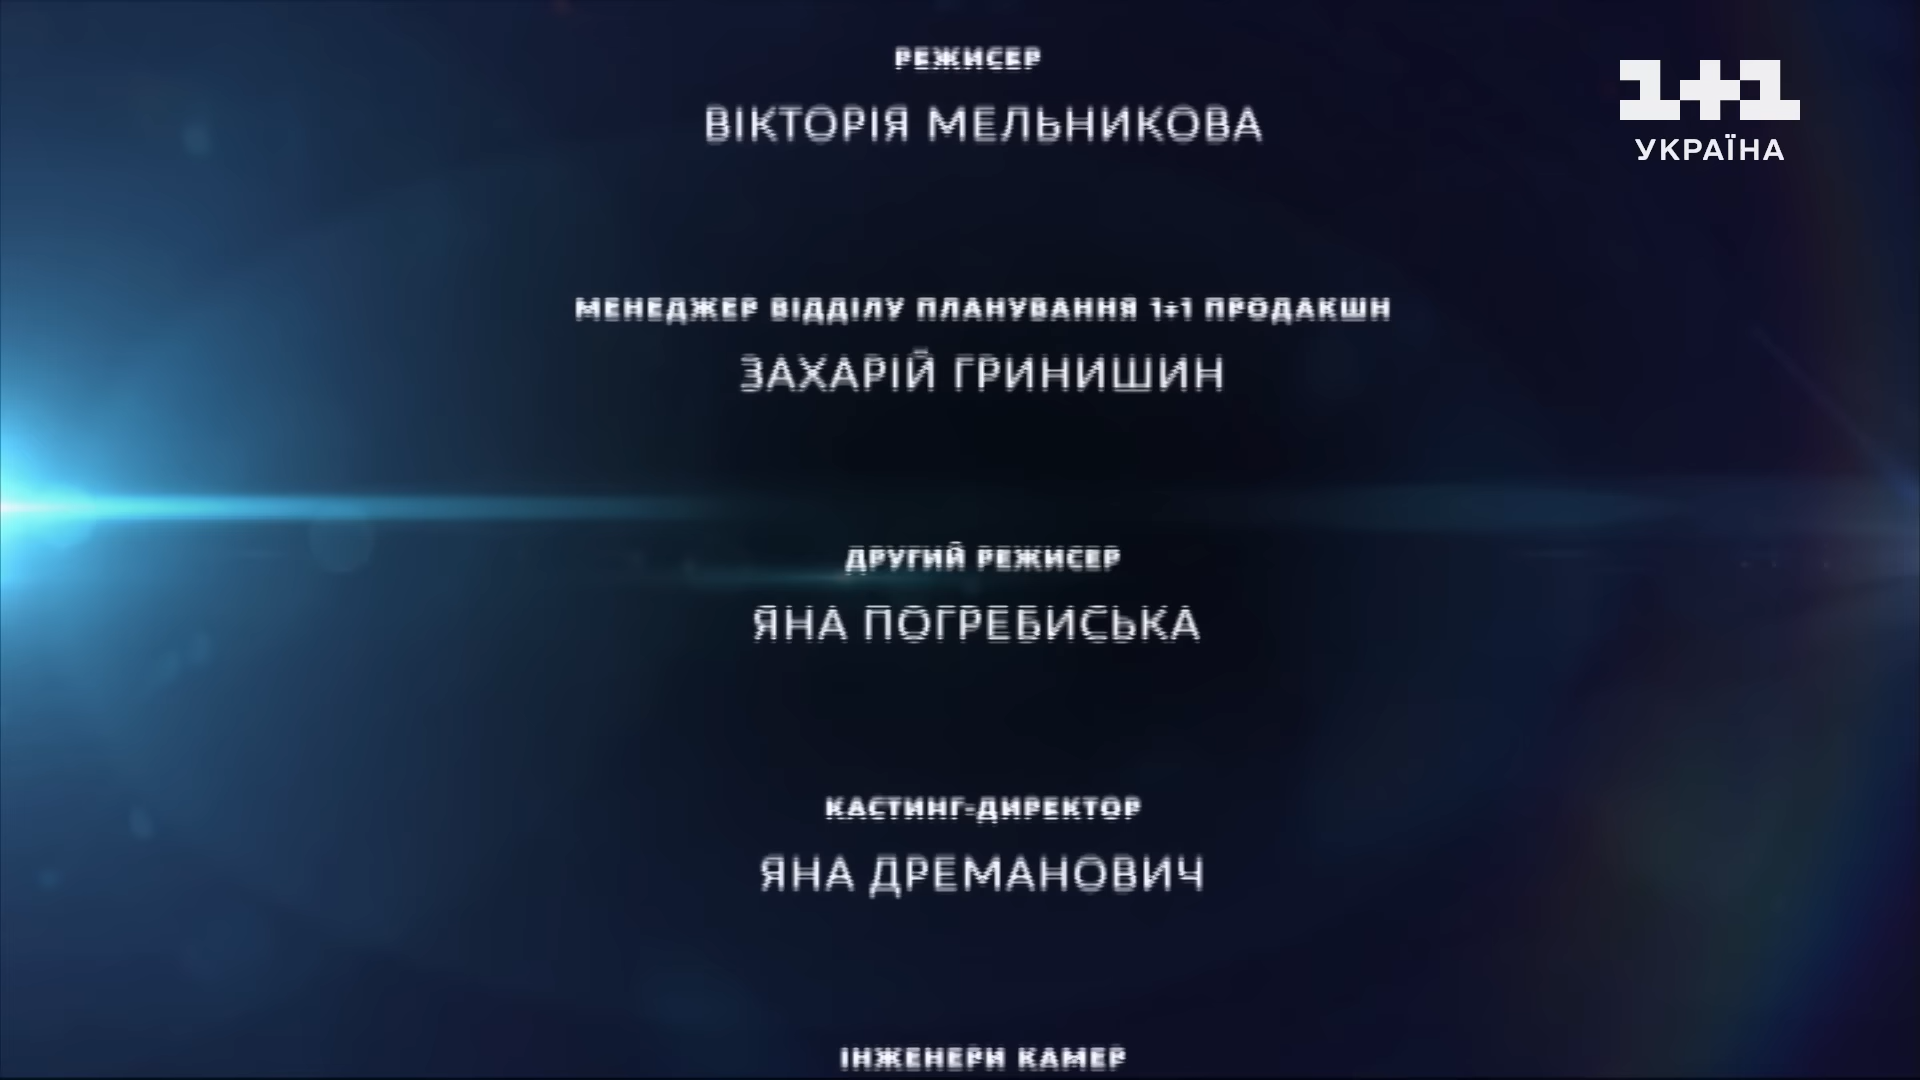 РЕЖИСЕР
ВІКТОРІЯ МЕЛЬНИКОВА
1+1
УКРАЇНА
МЕНЕДЖЕР ВІДДІЛУ ПЛАНУВАННЯ 1+1 ПРОДАКШН
ЗАХАРІЙ ГРИНИШИН
ДРУГИЙ РЕЖИСЕР
ЯНА ПОГРЕБИСЬКА
КАСТИНГ-ДИРЕКТОР
ЯНА ДРЕМАНОВИЧ
ІНЖЕНЕРИ КАМЕР